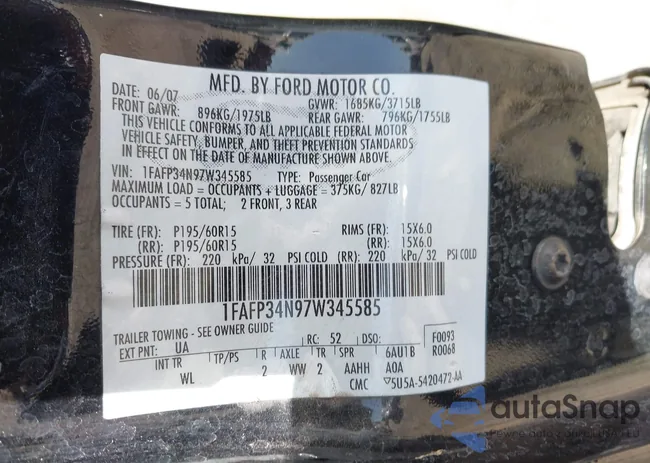 MFD. BY FORD MOTOR CO.
DATE: 06/07 GVWR: 1685KG/3715LB
FRONT GAWR: 896KG/1975LB REAR GAWR: 796KG/1755LB
THIS VEHICLE CONFORMS TO ALL APPLICABLE FEDERAL MOTOR
VEHICLE SAFETY, BUMPER, AND THEFT PREVENTION STANDARDS
IN EFFECT ON THE DATE OF MANUFACTURE SHOWN ABOVE.
VIN: 1FAFP34N97W345585 TYPE: Passenger Car
MAXIMUM LOAD = OCCUPANTS + LUGGAGE = 375KG/ 827LB
OCCUPANTS = 5 TOTAL; 2 FRONT, 3 REAR
TIRE (FR): P195/60R15 RIMS (FR): 15X6.0
(RR): P195/60R15 (RR): 15X6.0
PRESSURE (FR): 220 kPa/ 32 PSI COLD (RR): 220 kPa/ 32 PSI COLD
1FAFP34N97W345585
TRAILER TOWING - SEE OWNER GUIDE
EXT PNT: UA RC: 52 DSO: F0093
R0068
INT TR TP/PS R AXLE TR SPR 6AU1B
WL 2 WW 2 AAHH AOA
CMC ▽5U5A-5420472-AA
autoSnap
Powered by EpicVIN